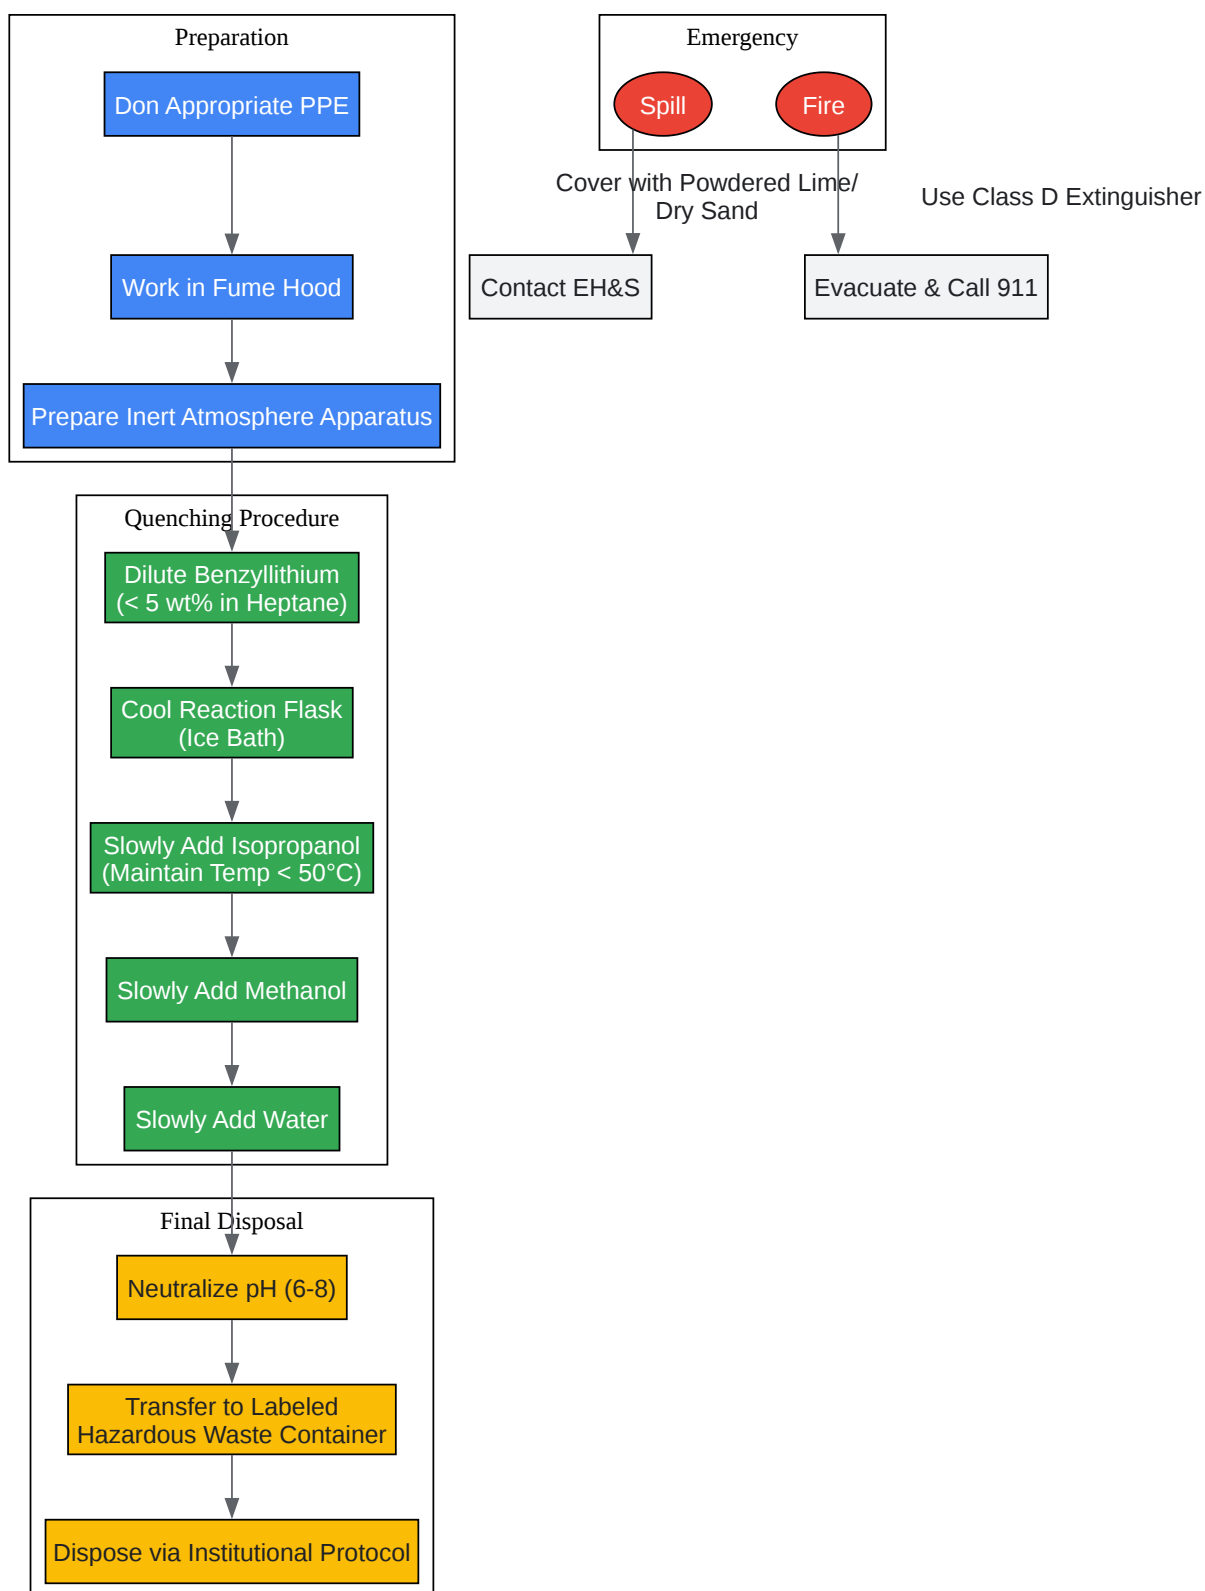 Preparation
Don Appropriate PPE
Work in Fume Hood
Prepare Inert Atmosphere Apparatus
Emergency
Spill
Fire
Cover with Powdered Lime/
Dry Sand
Use Class D Extinguisher
Contact EH&S
Evacuate & Call 911
Quenching Procedure
Dilute Benzyllithium
(< 5 wt% in Heptane)
Cool Reaction Flask
(Ice Bath)
Slowly Add Isopropanol
(Maintain Temp < 50°C)
Slowly Add Methanol
Slowly Add Water
Final Disposal
Neutralize pH (6-8)
Transfer to Labeled
Hazardous Waste Container
Dispose via Institutional Protocol